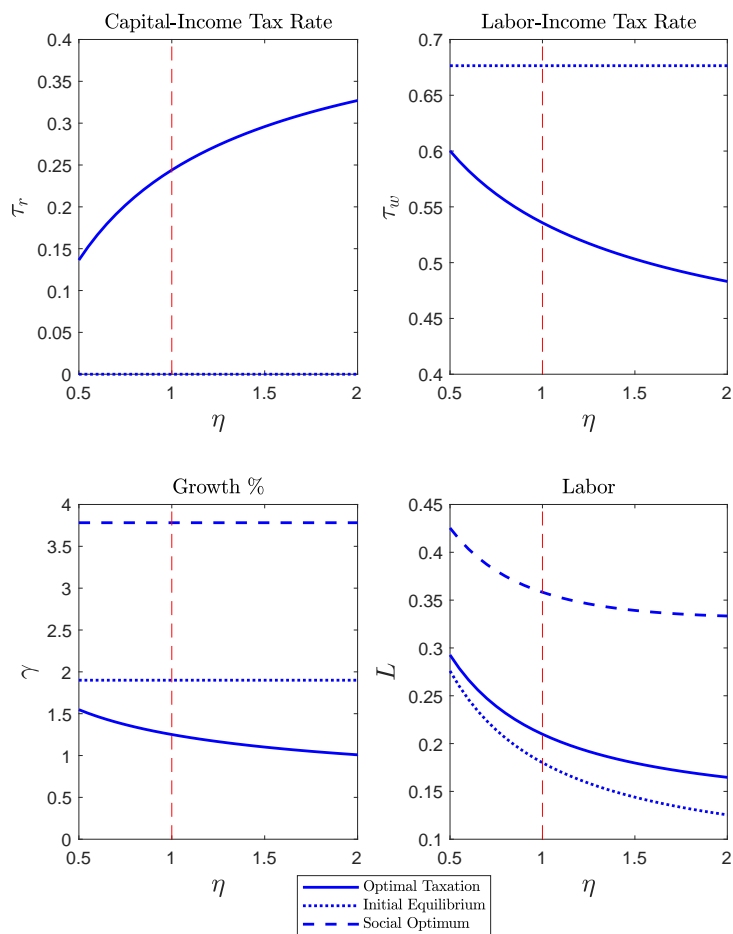 Capital-Income Tax Rate
0.4
0.35
0.3
0.25
0.2
0.15
0.1
0.05
0
τr
0.5 1 1.5 2
η
Labor-Income Tax Rate
0.7
0.65
0.6
0.55
0.5
0.45
0.4
τw
0.5 1 1.5 2
η
Growth %
4
3.5
3
2.5
2
1.5
1
0.5
0
γ
0.5 1 1.5 2
η
Labor
0.45
0.4
0.35
0.3
0.25
0.2
0.15
0.1
L
0.5 1 1.5 2
η
Optimal Taxation
Initial Equilibrium
Social Optimum